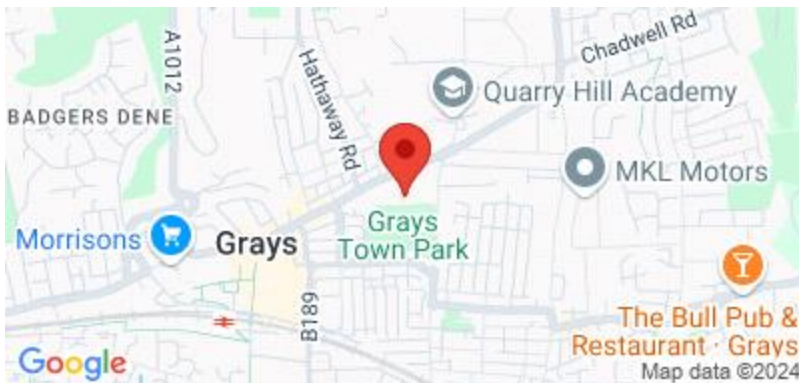 Chadwell Rd
A1012
Hathaway Rd
Quarry Hill Academy
BADGERS DENE
MKL Motors
Morrisons
Grays
Grays
Town Park
B189
The Bull Pub &
Restaurant · Grays
Google
Map data ©2024